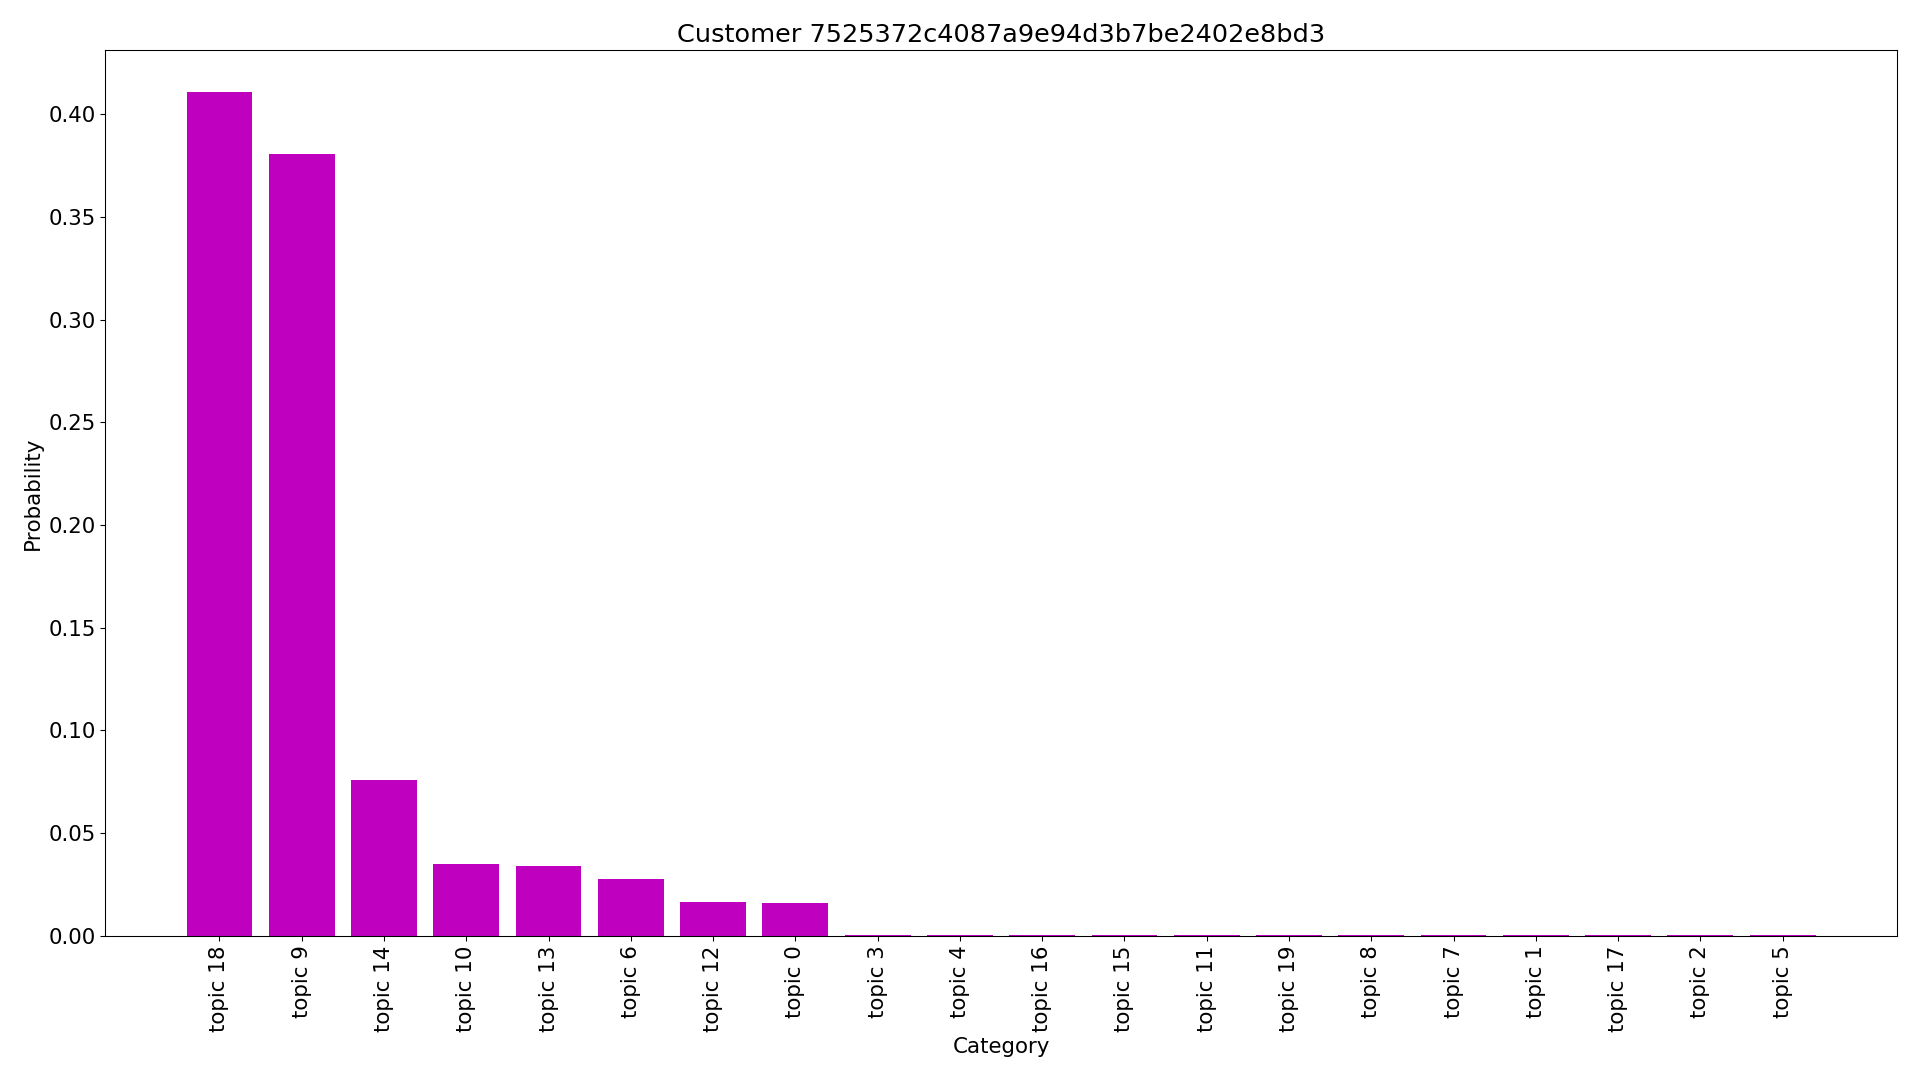 Customer 7525372c4087a9e94d3b7be2402e8bd3
Probability
0.40
0.35
0.30
0.25
0.20
0.15
0.10
0.05
0.00
topic 18
topic 9
topic 14
topic 10
topic 13
topic 6
topic 12
topic 0
topic 3
topic 4
topic 16
topic 15
topic 11
topic 19
topic 8
topic 7
topic 1
topic 17
topic 2
topic 5
Category